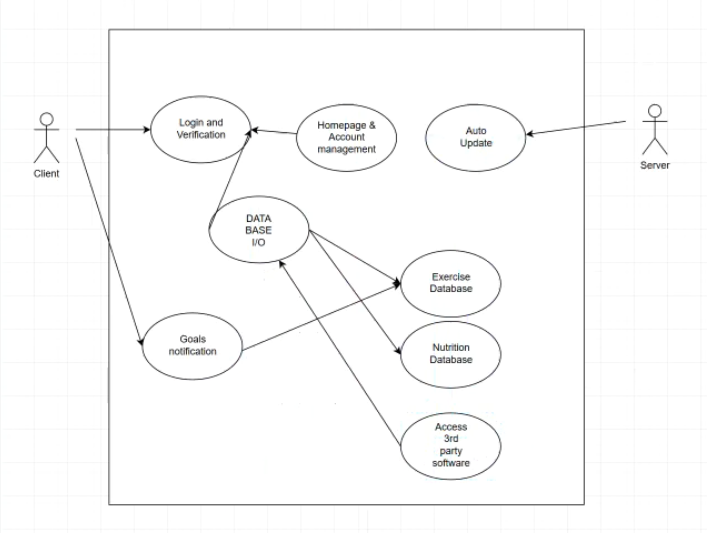 Login and
Verification
Homepage &
Account
management
Auto
Update
Client
Server
DATA
BASE
I/O
Exercise
Database
Goals
notification
Nutrition
Database
Access
3rd
party
software